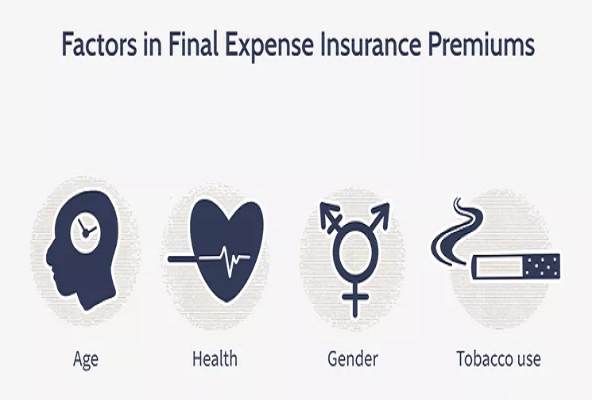 Factors in Final Expense Insurance Premiums
Age
Health
Gender
Tobacco use